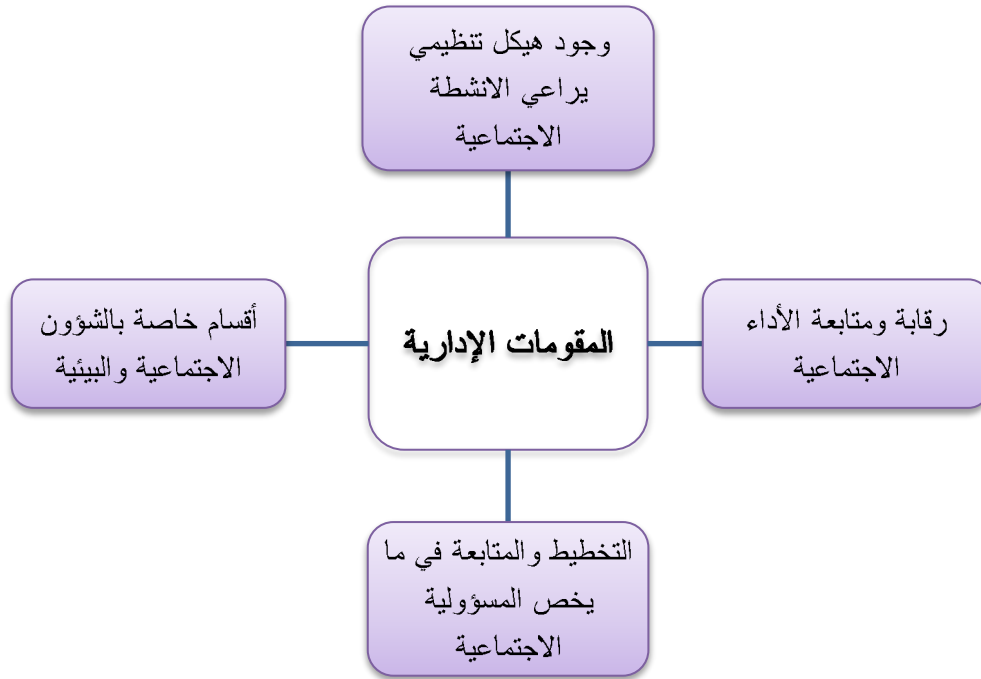 وجود هيكل تنظيمي
يراعي الانشطة
الاجتماعية
رقابة ومتابعة الأداء
الاجتماعية
المقومات الإدارية
أقسام خاصة بالشؤون
الاجتماعية والبيئية
التخطيط والمتابعة في ما
يخص المسؤولية
الاجتماعية